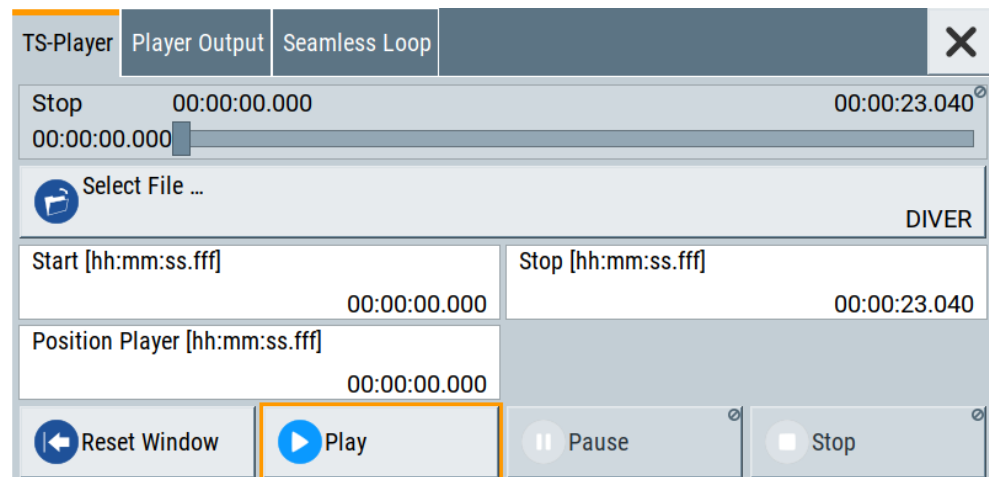 TS-Player Player Output Seamless Loop
Stop 00:00:00.000 00:00:23.040
00:00:00.000
Select File ...
DIVER
Start [hh:mm:ss.fff] Stop [hh:mm:ss.fff]
00:00:00.000 00:00:23.040
Position Player [hh:mm:ss.fff]
00:00:00.000
Reset Window Play Pause Stop